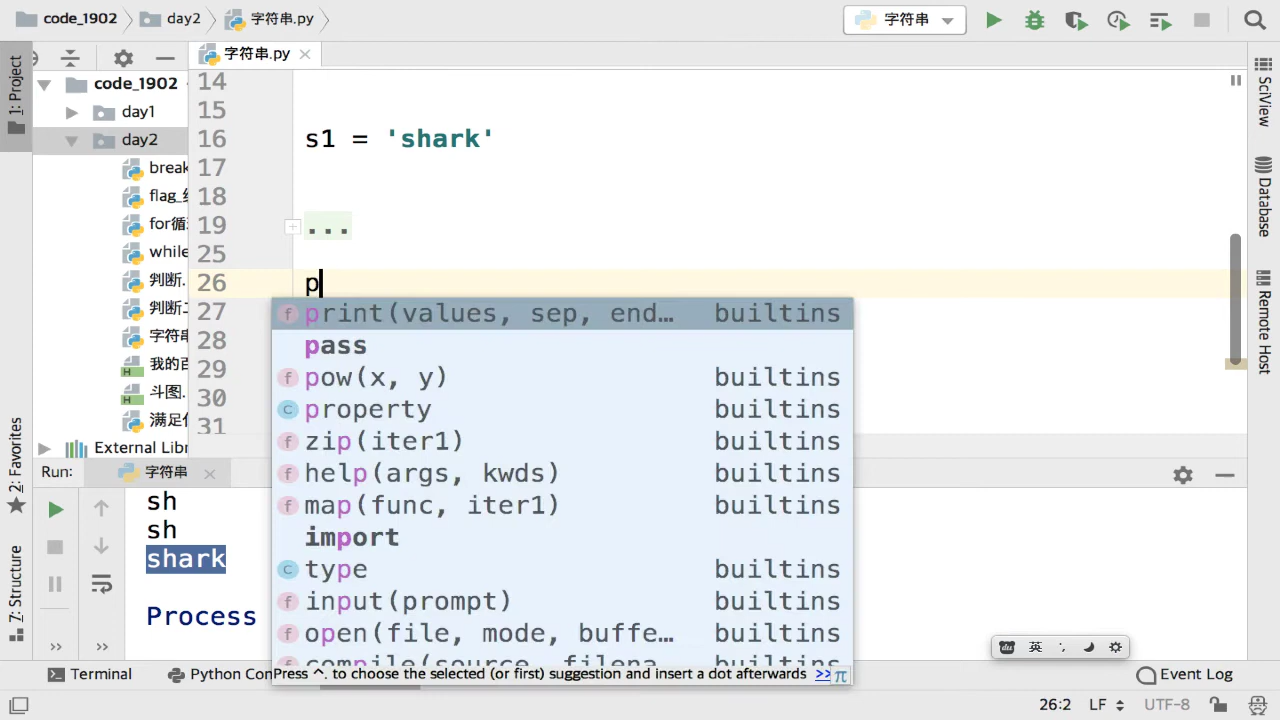 code_1902 day2 字符串.py 字符串
1: Project
字符串.py
code_1902
day1
day2
break
flag_
for循
while
判断.
判断
字符串
我的百
斗图.
满足
External Lib
14
15
16 s1 = 'shark'
17
18
19 ...
25
26 p
27
28
29
30
31
print(values, sep, end… builtins
pass
pow(x, y) builtins
property builtins
zip(iter1) builtins
help(args, kwds) builtins
map(func, iter1) builtins
import
type builtins
input(prompt) builtins
open(file, mode, buffe… builtins
compile(source, filena builtins
Press ^. to choose the selected (or first) suggestion and insert a dot afterwards >> π
SciView
Database
Remote Host
2: Favorites
7: Structure
Run: 字符串
sh
sh
shark
Process
英
Terminal Python Con Event Log
26:2 LF UTF-8